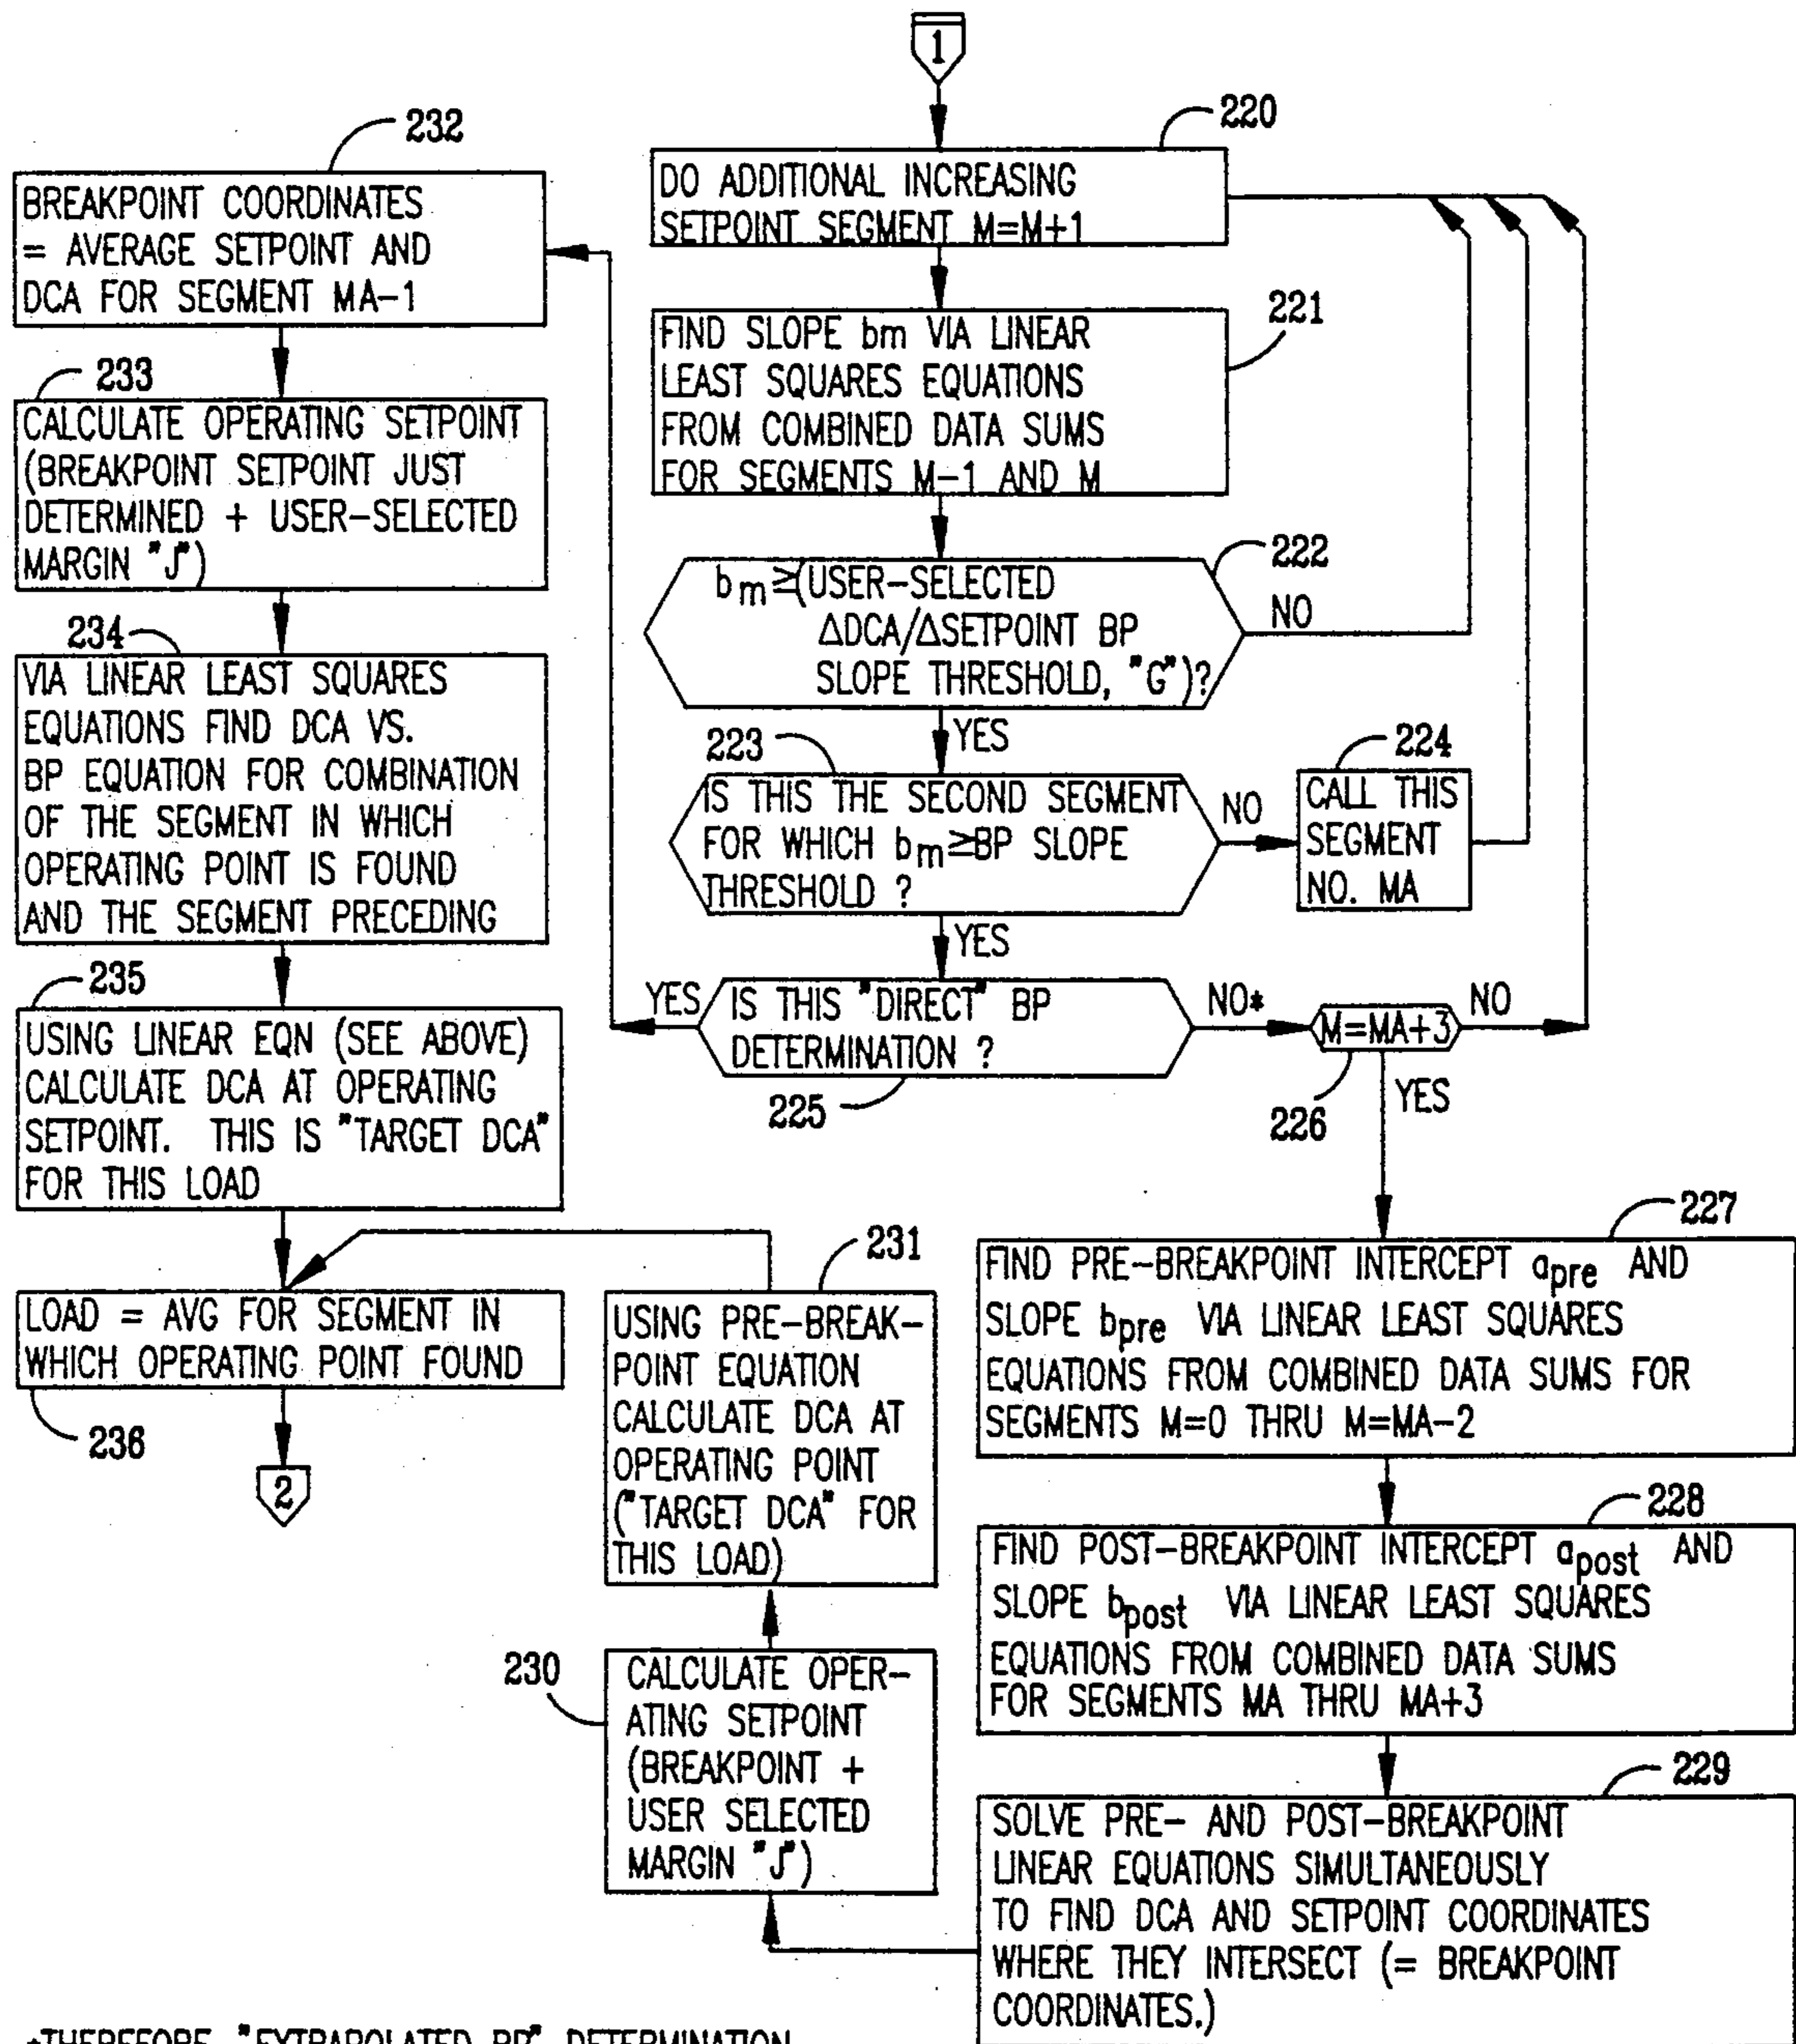 1
220
DO ADDITIONAL INCREASING
SETPOINT SEGMENT M=M+1
221
FIND SLOPE bm VIA LINEAR
LEAST SQUARES EQUATIONS
FROM COMBINED DATA SUMS
FOR SEGMENTS M-1 AND M
222
bm≥(USER-SELECTED
ΔDCA/ΔSETPOINT BP
SLOPE THRESHOLD, "G")?
NO
YES
223
IS THIS THE SECOND SEGMENT
FOR WHICH bm≥BP SLOPE
THRESHOLD ?
NO
224
CALL THIS
SEGMENT
NO. MA
YES
225
IS THIS "DIRECT" BP
DETERMINATION ?
YES
NO*
226
M=MA+3
NO
YES
227
FIND PRE-BREAKPOINT INTERCEPT apre AND
SLOPE bpre VIA LINEAR LEAST SQUARES
EQUATIONS FROM COMBINED DATA SUMS FOR
SEGMENTS M=0 THRU M=MA-2
228
FIND POST-BREAKPOINT INTERCEPT apost AND
SLOPE bpost VIA LINEAR LEAST SQUARES
EQUATIONS FROM COMBINED DATA SUMS
FOR SEGMENTS MA THRU MA+3
229
SOLVE PRE- AND POST-BREAKPOINT
LINEAR EQUATIONS SIMULTANEOUSLY
TO FIND DCA AND SETPOINT COORDINATES
WHERE THEY INTERSECT (= BREAKPOINT
COORDINATES.)
230
CALCULATE OPER-
ATING SETPOINT
(BREAKPOINT +
USER SELECTED
MARGIN "J")
231
USING PRE-BREAK-
POINT EQUATION
CALCULATE DCA AT
OPERATING POINT
("TARGET DCA" FOR
THIS LOAD)
232
BREAKPOINT COORDINATES
= AVERAGE SETPOINT AND
DCA FOR SEGMENT MA-1
233
CALCULATE OPERATING SETPOINT
(BREAKPOINT SETPOINT JUST
DETERMINED + USER-SELECTED
MARGIN "J")
234
VIA LINEAR LEAST SQUARES
EQUATIONS FIND DCA VS.
BP EQUATION FOR COMBINATION
OF THE SEGMENT IN WHICH
OPERATING POINT IS FOUND
AND THE SEGMENT PRECEDING
235
USING LINEAR EQN (SEE ABOVE)
CALCULATE DCA AT OPERATING
SETPOINT. THIS IS "TARGET DCA"
FOR THIS LOAD
LOAD = AVG FOR SEGMENT IN
WHICH OPERATING POINT FOUND
236
2
*THEREFORE "EXTRAPOLATED BP" DETERMINATION